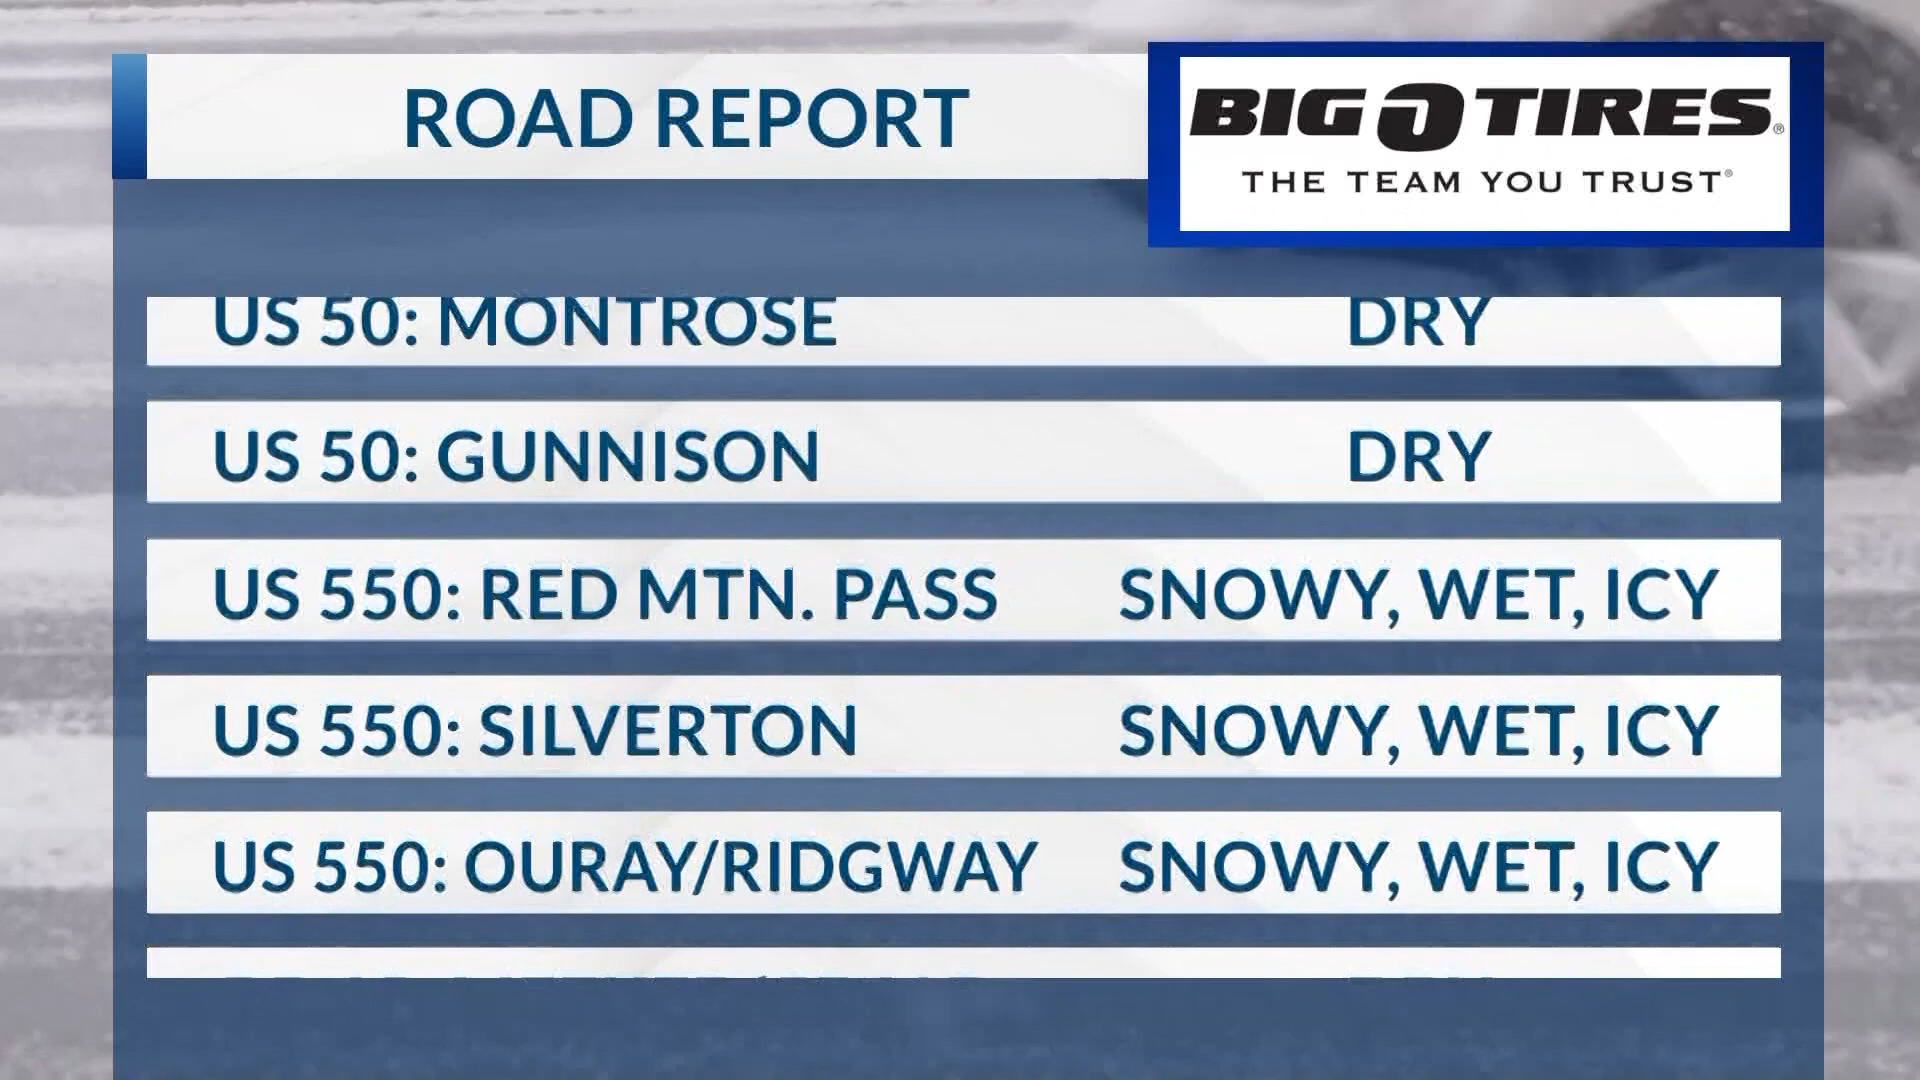 ROAD REPORT
BIG O TIRES®
THE TEAM YOU TRUST®
US 50: MONTROSE DRY
US 50: GUNNISON DRY
US 550: RED MTN. PASS SNOWY, WET, ICY
US 550: SILVERTON SNOWY, WET, ICY
US 550: OURAY/RIDGWAY SNOWY, WET, ICY